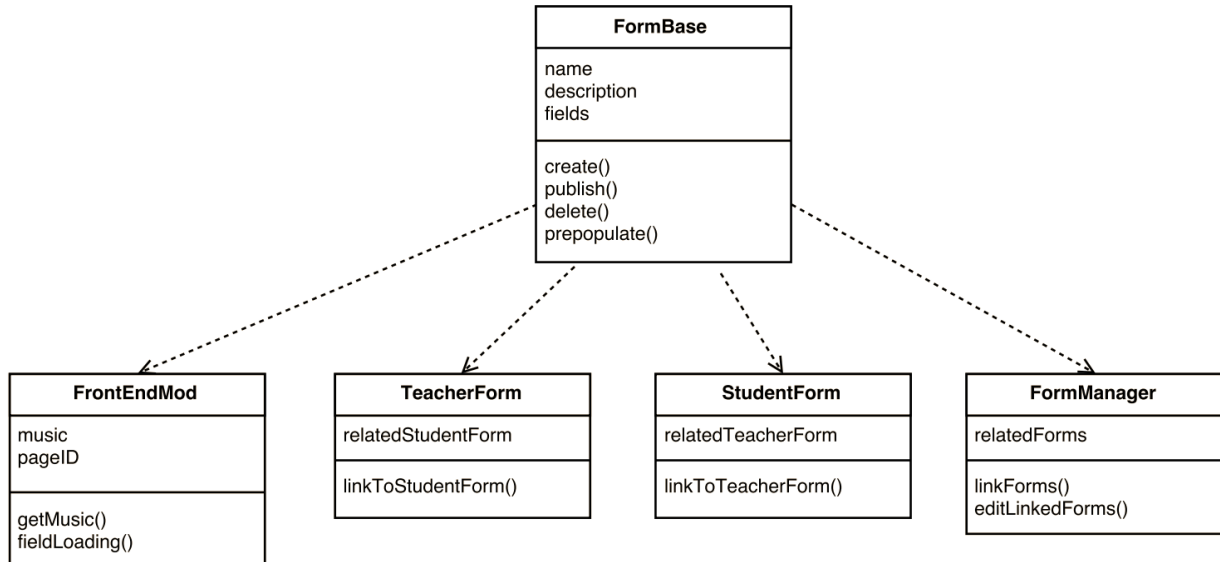 FormBase
name
description
fields
create()
publish()
delete()
prepopulate()
FrontEndMod
music
pageID
getMusic()
fieldLoading()
TeacherForm
relatedStudentForm
linkToStudentForm()
StudentForm
relatedTeacherForm
linkToTeacherForm()
FormManager
relatedForms
linkForms()
editLinkedForms()